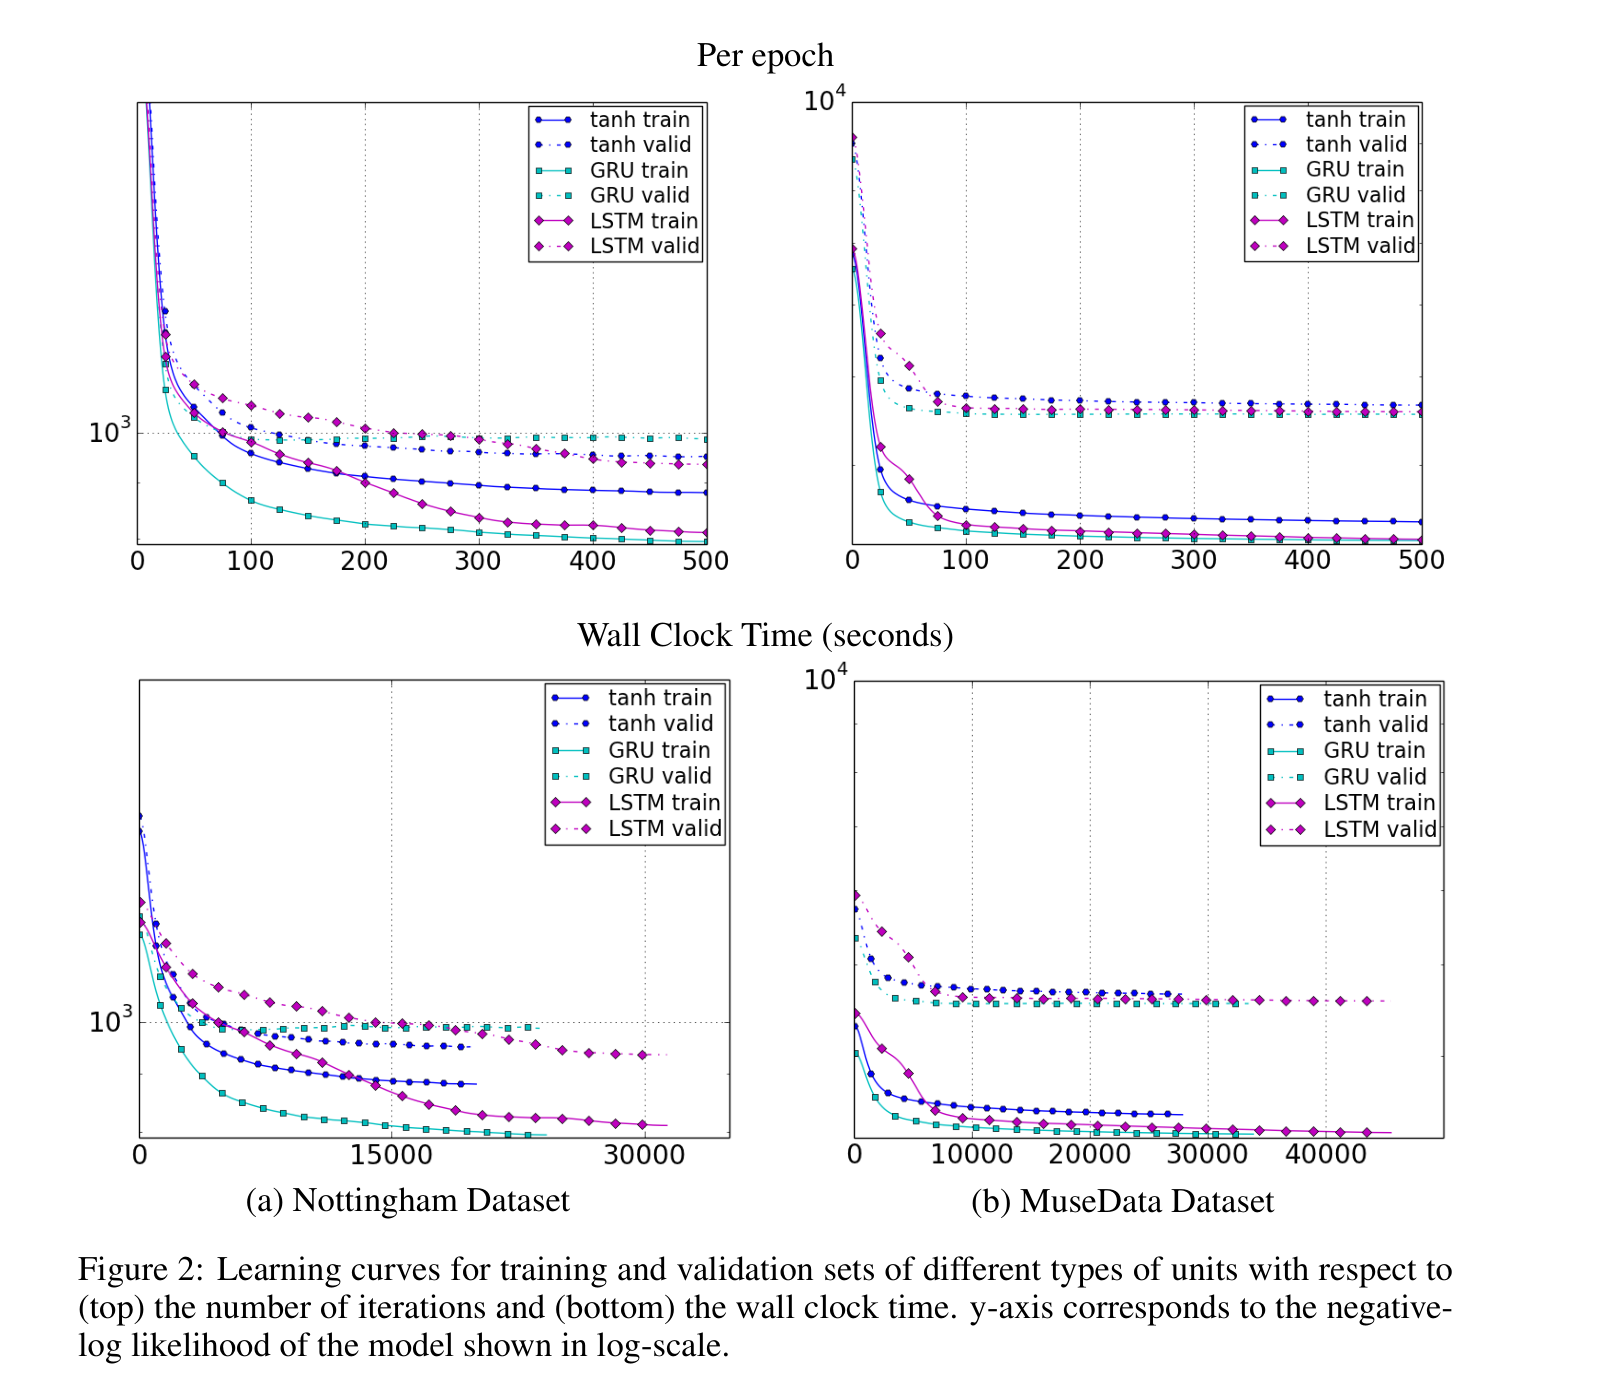 Per epoch
10^3
0 100 200 300 400 500
tanh train
tanh valid
GRU train
GRU valid
LSTM train
LSTM valid
10^4
0 100 200 300 400 500
tanh train
tanh valid
GRU train
GRU valid
LSTM train
LSTM valid
Wall Clock Time (seconds)
10^3
0 15000 30000
tanh train
tanh valid
GRU train
GRU valid
LSTM train
LSTM valid
10^4
0 10000 20000 30000 40000
tanh train
tanh valid
GRU train
GRU valid
LSTM train
LSTM valid
(a) Nottingham Dataset
(b) MuseData Dataset
Figure 2: Learning curves for training and validation sets of different types of units with respect to
(top) the number of iterations and (bottom) the wall clock time. y-axis corresponds to the negative-
log likelihood of the model shown in log-scale.